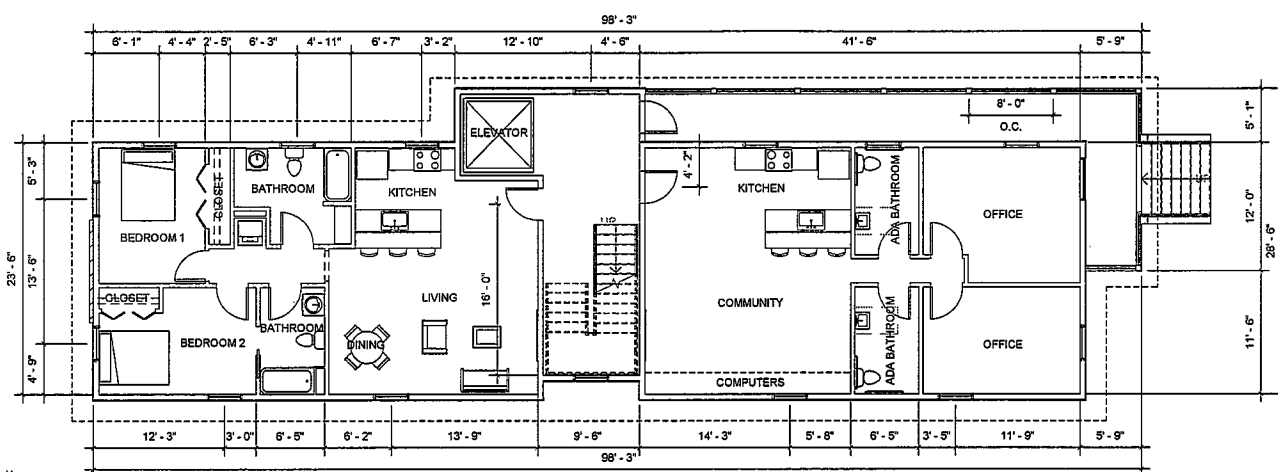 98' - 3"
6' - 1" 4' - 4" 2' - 5" 6' - 3" 4' - 11" 6' - 7" 3' - 2" 12' - 10" 4' - 6" 41' - 6" 5' - 9"
8' - 0"
O.C.
5' - 1"
ELEVATOR
5' - 3"
4' - 2"
BATHROOM
KITCHEN
KITCHEN
ADA BATHROOM
OFFICE
CLOSET
12' - 0"
BEDROOM 1
UP
28' - 6"
23' - 6"
13' - 6"
16' - 0"
CLOSET
LIVING
COMMUNITY
BATHROOM
ADA BATHROOM
BEDROOM 2
DINING
OFFICE
11' - 6"
4' - 9"
COMPUTERS
12' - 3" 3' - 0" 6' - 5" 6' - 2" 13' - 9" 9' - 6" 14' - 3" 5' - 8" 6' - 5" 3' - 5" 11' - 9" 5' - 9"
98' - 3"